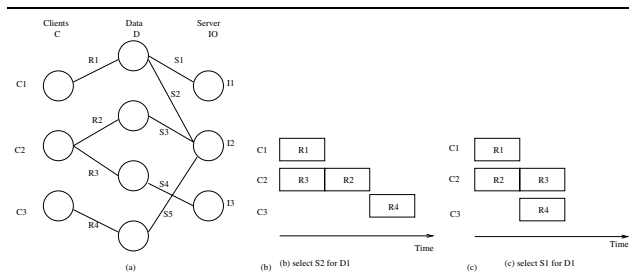 Clients Data Server
C D IO
R1 S1
C1 I1
S2
R2
S3
C2 I2
R3 S4
C3 I3
S5
R4
(a)
C1 R1
C2 R3 R2
C3 R4
Time
(b) (b) select S2 for D1
C1 R1
C2 R2 R3
C3 R4
Time
(c) (c) select S1 for D1